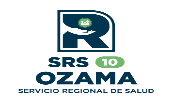 SRS 10
OZAMA
SERVICIO REGIONAL DE SALUD